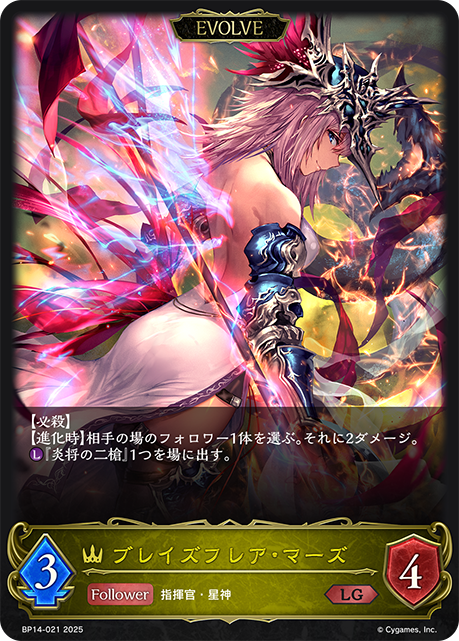 EVOLVE
【必殺】
【進化時】相手の場のフォロワー1体を選ぶ。それに2ダメージ。
L『炎将の二槍』1つを場に出す。
ブレイズフレア・マーズ
3
4
Follower 指揮官・星神 LG
BP14-021 2025 © Cygames, Inc.